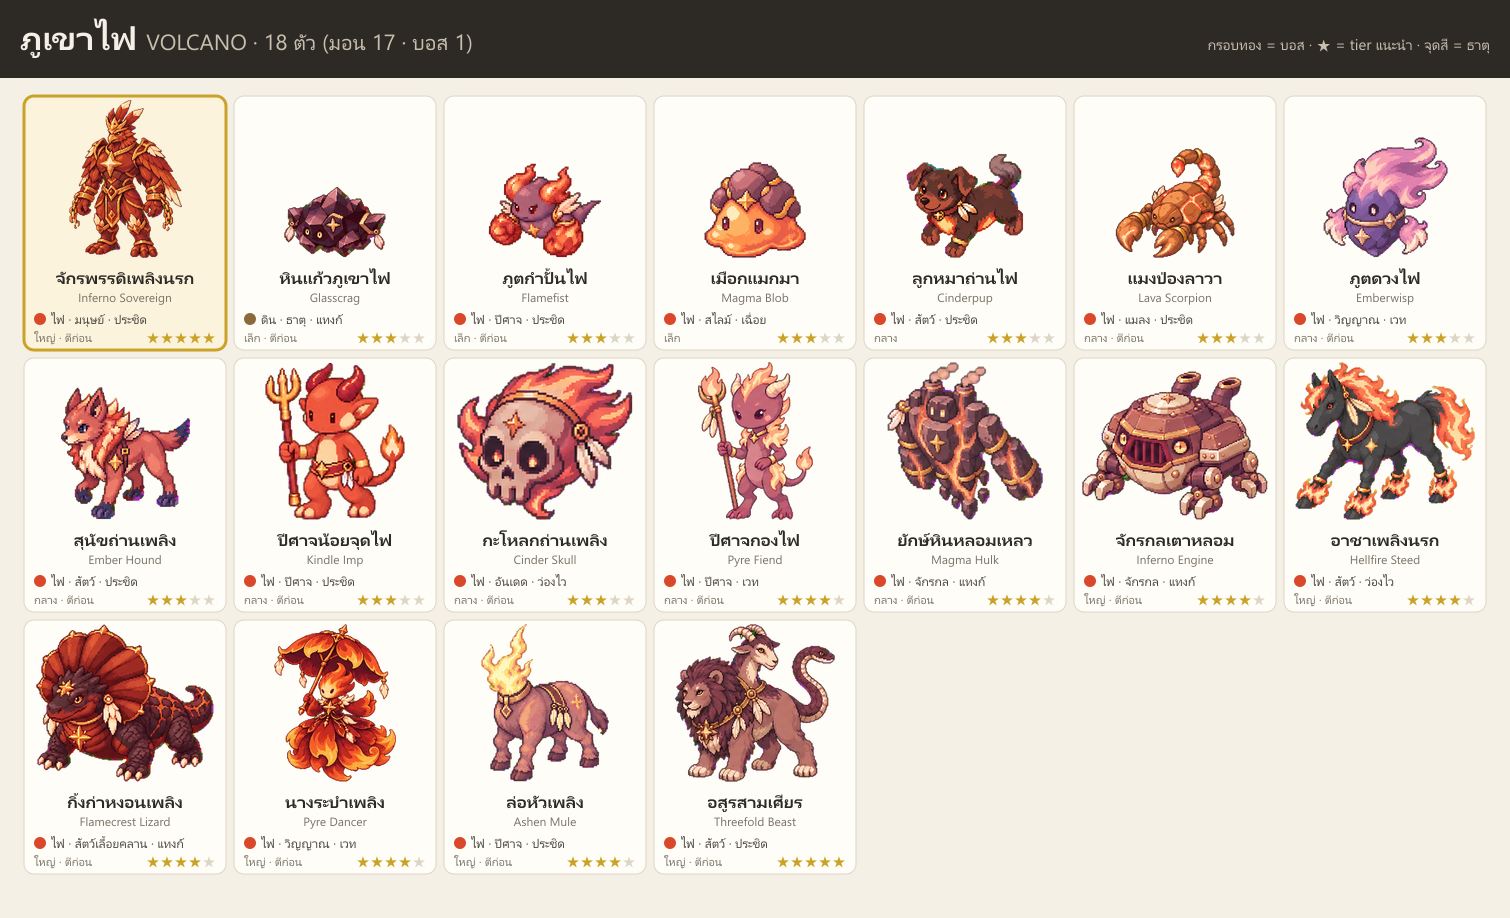 ภูเขาไฟ VOLCANO · 18 ตัว (มอน 17 · บอส 1)
กรอบทอง = บอส · ★ = tier แนะนำ · จุดสี = ธาตุ
จักรพรรดิเพลิงนรก
Inferno Sovereign
ไฟ · มนุษย์ · ประชิด
ใหญ่ · ตีก่อน ★★★★★
หินแก้วภูเขาไฟ
Glasscrag
ดิน · ธาตุ · แทงก์
เล็ก · ตีก่อน ★★★★★
ภูตกำปั้นไฟ
Flamefist
ไฟ · ปีศาจ · ประชิด
เล็ก · ตีก่อน ★★★★★
เมือกแมกมา
Magma Blob
ไฟ · สไลม์ · เฉื่อย
เล็ก ★★★★★
ลูกหมาถ่านไฟ
Cinderpup
ไฟ · สัตว์ · ประชิด
กลาง ★★★★★
แมงป่องลาวา
Lava Scorpion
ไฟ · แมลง · ประชิด
กลาง · ตีก่อน ★★★★★
ภูตดวงไฟ
Emberwisp
ไฟ · วิญญาณ · เวท
กลาง · ตีก่อน ★★★★★
สุนัขถ่านเพลิง
Ember Hound
ไฟ · สัตว์ · ประชิด
กลาง · ตีก่อน ★★★★★
ปีศาจน้อยจุดไฟ
Kindle Imp
ไฟ · ปีศาจ · ประชิด
กลาง · ตีก่อน ★★★★★
กะโหลกถ่านเพลิง
Cinder Skull
ไฟ · อันเดด · ว่องไว
กลาง · ตีก่อน ★★★★★
ปีศาจกองไฟ
Pyre Fiend
ไฟ · ปีศาจ · เวท
กลาง · ตีก่อน ★★★★★
ยักษ์หินหลอมเหลว
Magma Hulk
ไฟ · จักรกล · แทงก์
กลาง · ตีก่อน ★★★★★
จักรกลเตาหลอม
Inferno Engine
ไฟ · จักรกล · แทงก์
ใหญ่ · ตีก่อน ★★★★★
อาชาเพลิงนรก
Hellfire Steed
ไฟ · สัตว์ · ว่องไว
ใหญ่ · ตีก่อน ★★★★★
กิ้งก่าหงอนเพลิง
Flamecrest Lizard
ไฟ · สัตว์เลื้อยคลาน · แทงก์
ใหญ่ · ตีก่อน ★★★★★
นางระบำเพลิง
Pyre Dancer
ไฟ · วิญญาณ · เวท
ใหญ่ · ตีก่อน ★★★★★
ล่อหัวเพลิง
Ashen Mule
ไฟ · ปีศาจ · ประชิด
ใหญ่ · ตีก่อน ★★★★★
อสูรสามเศียร
Threefold Beast
ไฟ · สัตว์ · ประชิด
ใหญ่ · ตีก่อน ★★★★★